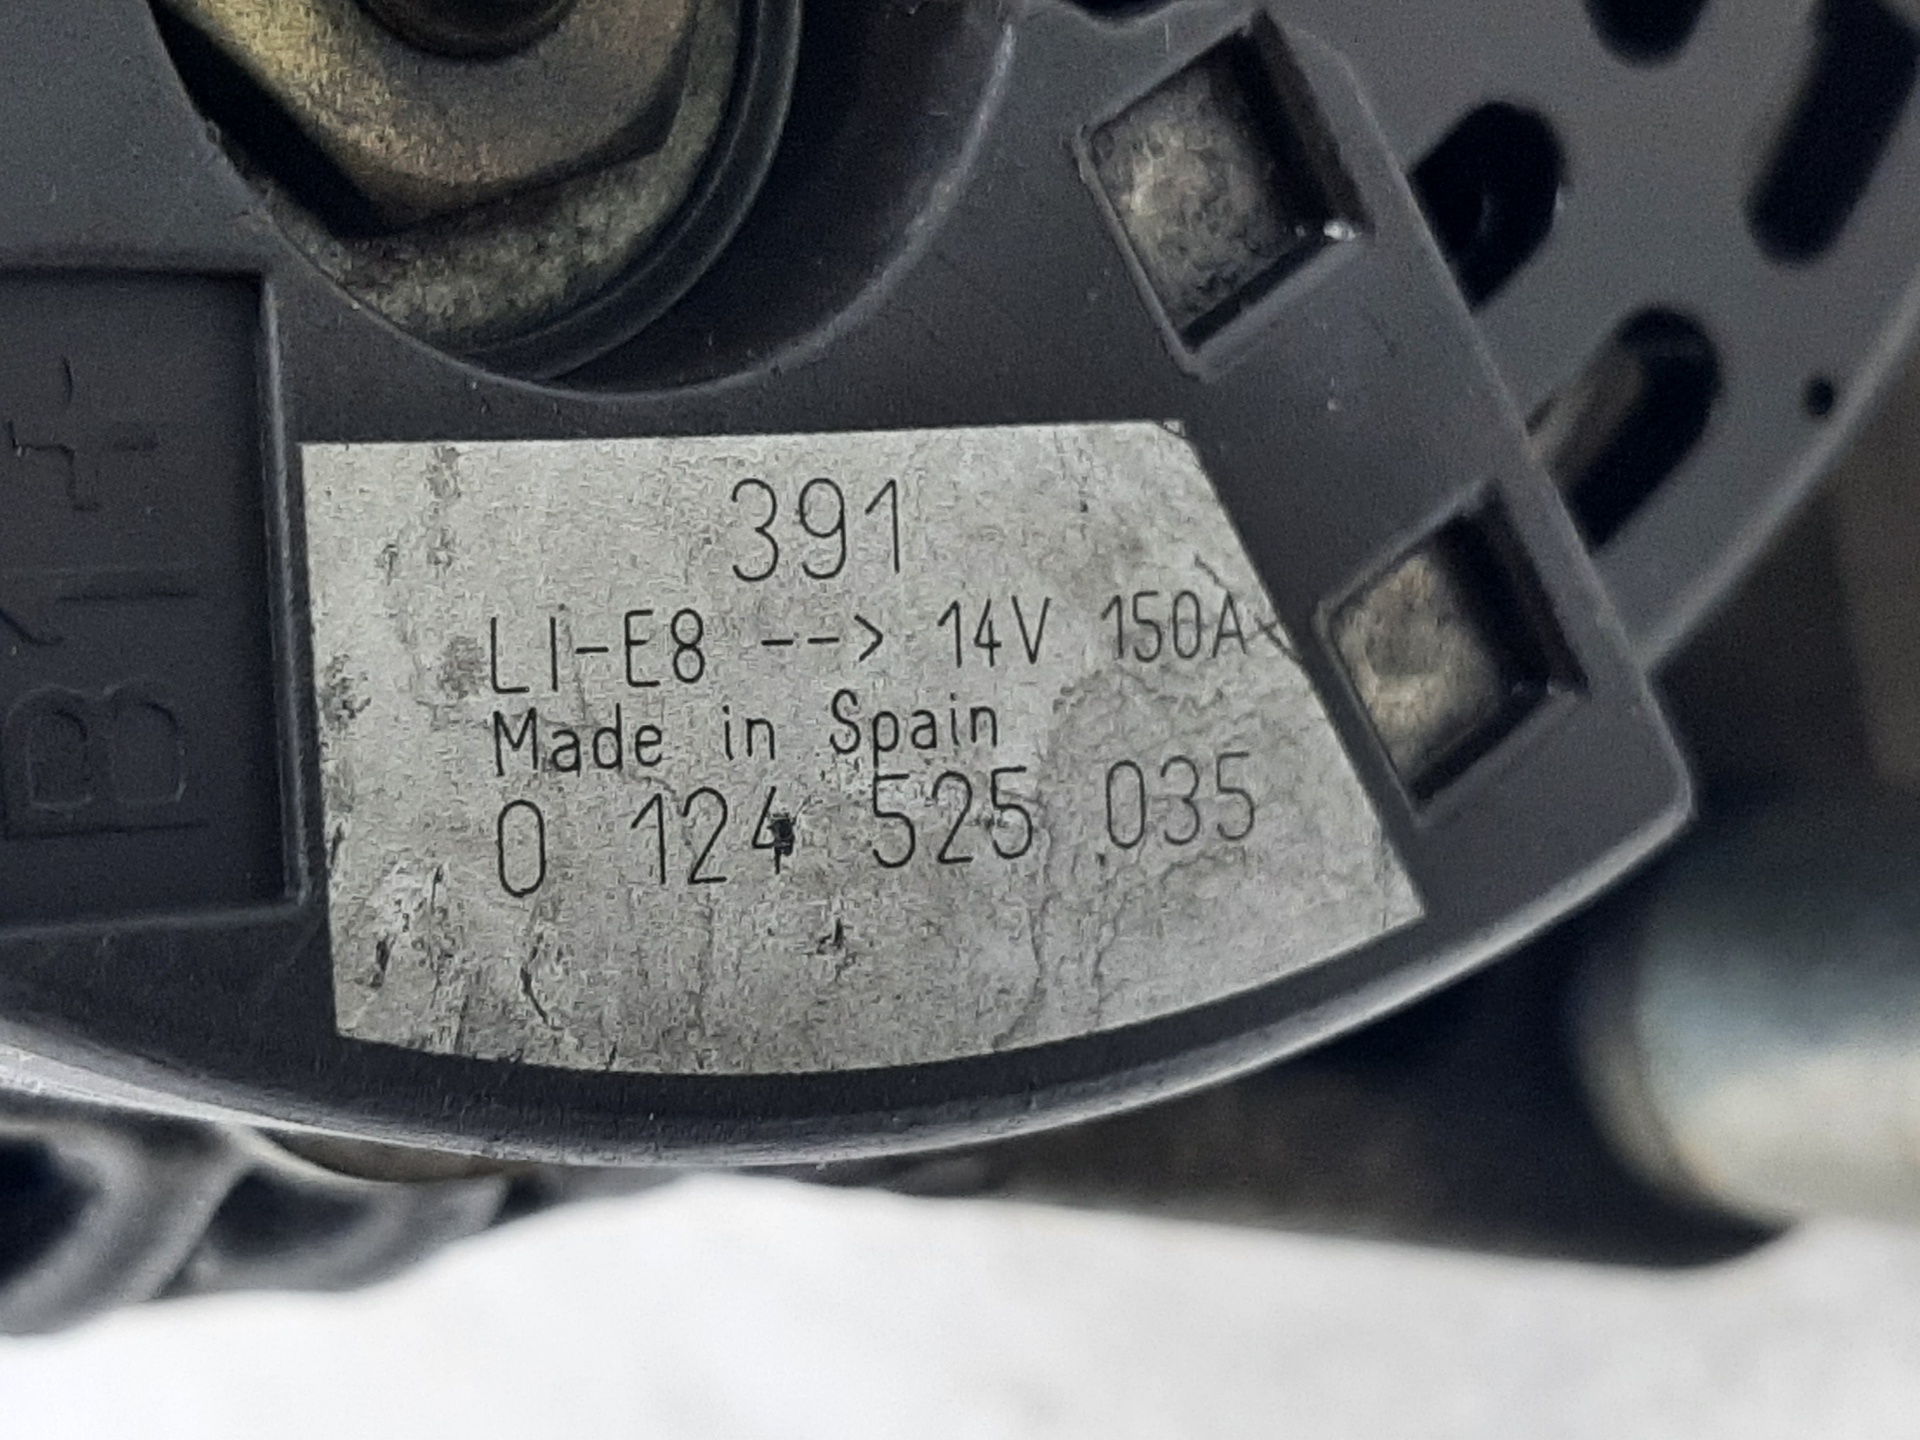 391
LI-E8 --> 14V 150A
Made in Spain
0 124 525 035
B+